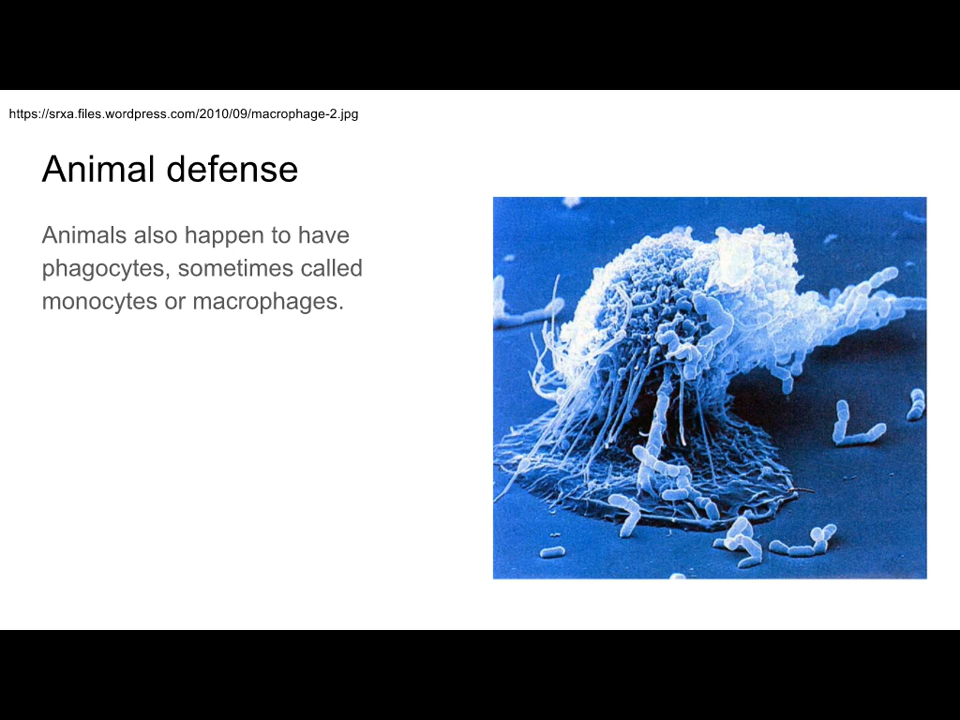 https://srxa.files.wordpress.com/2010/09/macrophage-2.jpg
Animal defense
Animals also happen to have
phagocytes, sometimes called
monocytes or macrophages.